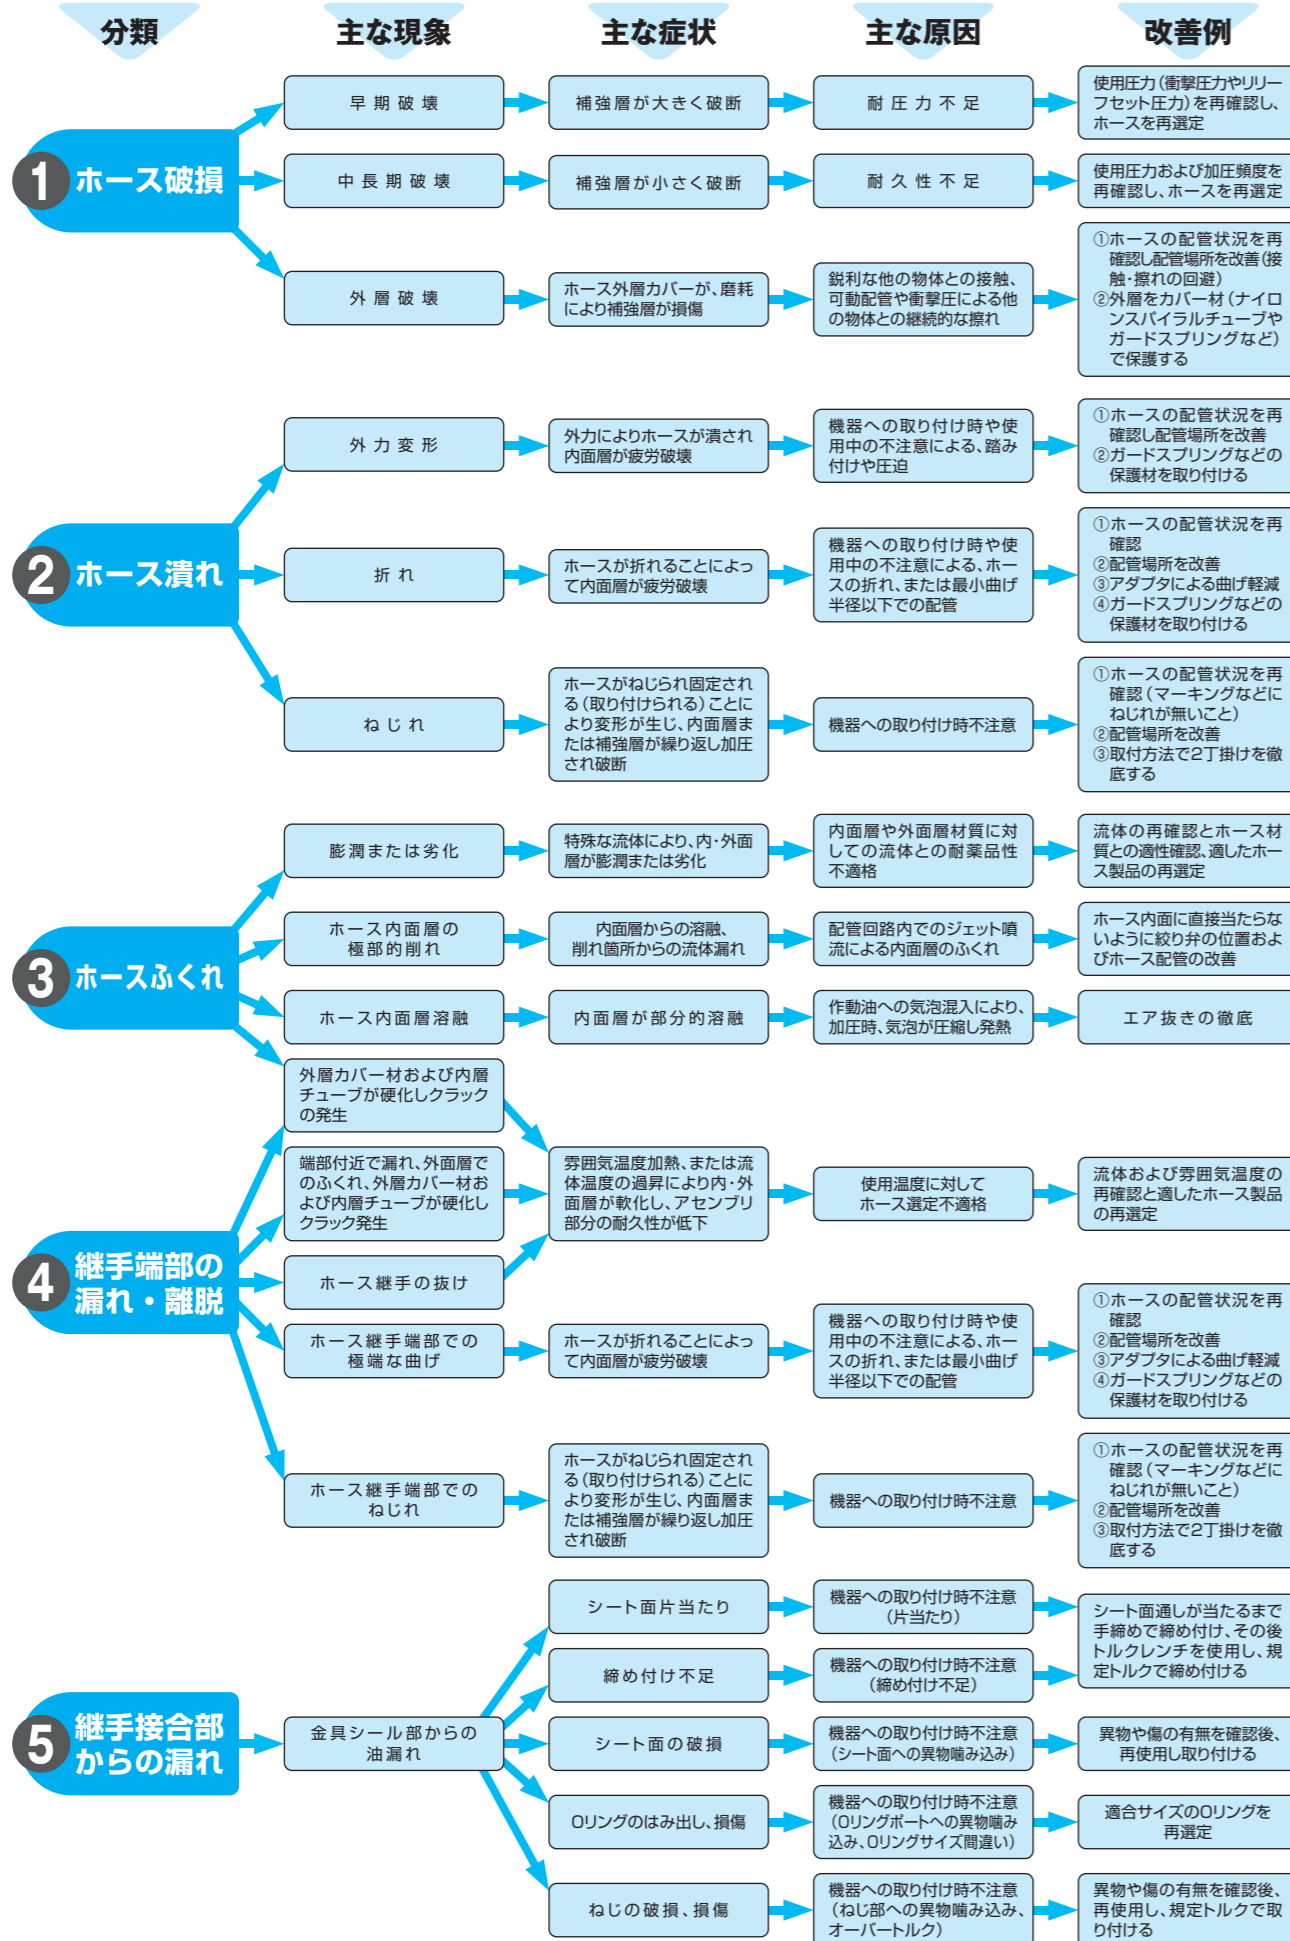 分類
主な現象
主な症状
主な原因
改善例
1 ホース破損
早期破壊
補強層が大きく破断
耐圧力不足
使用圧力(衝撃圧力やリリー
フセット圧力)を再確認し、
ホースを再選定
中長期破壊
補強層が小さく破断
耐久性不足
使用圧力および加圧頻度を
再確認し、ホースを再選定
外層破壊
ホース外層カバーが、磨耗
により補強層が損傷
鋭利な他の物体との接触、
可動配管や衝撃圧による他
の物体との継続的な擦れ
①ホースの配管状況を再
確認し配管場所を改善(接
触・擦れの回避)
②外層をカバー材(ナイロ
ンスパイラルチューブや
ガードスプリングなど)
で保護する
2 ホース潰れ
外力変形
外力によりホースが潰され
内面層が疲労破壊
機器への取り付け時や使
用中の不注意による、踏み
付けや圧迫
①ホースの配管状況を再
確認し配管場所を改善
②ガードスプリングなどの
保護材を取り付ける
折れ
ホースが折れることによっ
て内面層が疲労破壊
機器への取り付け時や使
用中の不注意による、ホー
スの折れ、または最小曲げ
半径以下での配管
①ホースの配管状況を再
確認
②配管場所を改善
③アダプタによる曲げ軽減
④ガードスプリングなどの
保護材を取り付ける
ねじれ
ホースがねじられ固定され
る(取り付けられる)ことに
より変形が生じ、内面層ま
たは補強層が繰り返し加圧
され破断
機器への取り付け時不注意
①ホースの配管状況を再
確認(マーキングなどに
ねじれが無いこと)
②配管場所を改善
③取付方法で2丁掛けを徹
底する
3 ホースふくれ
膨潤または劣化
特殊な流体により、内・外面
層が膨潤または劣化
内面層や外面層材質に対
しての流体との耐薬品性
不適格
流体の再確認とホース材
質との適性確認、適したホー
ス製品の再選定
ホース内面層の
極部的削れ
内面層からの溶融、
削れ箇所からの流体漏れ
配管回路内でのジェット噴
流による内面層のふくれ
ホース内面に直接当たらな
いように絞り弁の位置およ
びホース配管の改善
ホース内面層溶融
内面層が部分的溶融
作動油への気泡混入により、
加圧時、気泡が圧縮し発熱
エア抜きの徹底
外層カバー材および内層
チューブが硬化しクラック
の発生
4 継手端部の
漏れ・離脱
端部付近で漏れ、外面層で
のふくれ、外層カバー材お
よび内層チューブが硬化し
クラック発生
雰囲気温度加熱、または流
体温度の過昇により内・外
面層が軟化し、アセンブリ
部分の耐久性が低下
使用温度に対して
ホース選定不適格
流体および雰囲気温度の
再確認と適したホース製品
の再選定
ホース継手の抜け
ホース継手端部での
極端な曲げ
ホースが折れることによっ
て内面層が疲労破壊
機器への取り付け時や使
用中の不注意による、ホー
スの折れ、または最小曲げ
半径以下での配管
①ホースの配管状況を再
確認
②配管場所を改善
③アダプタによる曲げ軽減
④ガードスプリングなどの
保護材を取り付ける
ホース継手端部での
ねじれ
ホースがねじられ固定され
る(取り付けられる)ことに
より変形が生じ、内面層ま
たは補強層が繰り返し加圧
され破断
機器への取り付け時不注意
①ホースの配管状況を再
確認(マーキングなどに
ねじれが無いこと)
②配管場所を改善
③取付方法で2丁掛けを徹
底する
5 継手接合部
からの漏れ
金具シール部からの
油漏れ
シート面片当たり
機器への取り付け時不注意
(片当たり)
シート面通しが当たるまで
手締めで締め付け、その後
トルクレンチを使用し、規
定トルクで締め付ける
締め付け不足
機器への取り付け時不注意
(締め付け不足)
シート面の破損
機器への取り付け時不注意
(シート面への異物噛み込み)
異物や傷の有無を確認後、
再使用し取り付ける
Oリングのはみ出し、損傷
機器への取り付け時不注意
(Oリングポートへの異物噛み
込み、Oリングサイズ間違い)
適合サイズのOリングを
再選定
ねじの破損、損傷
機器への取り付け時不注意
(ねじ部への異物噛み込み、
オーバートルク)
異物や傷の有無を確認後、
再使用し、規定トルクで取
り付ける